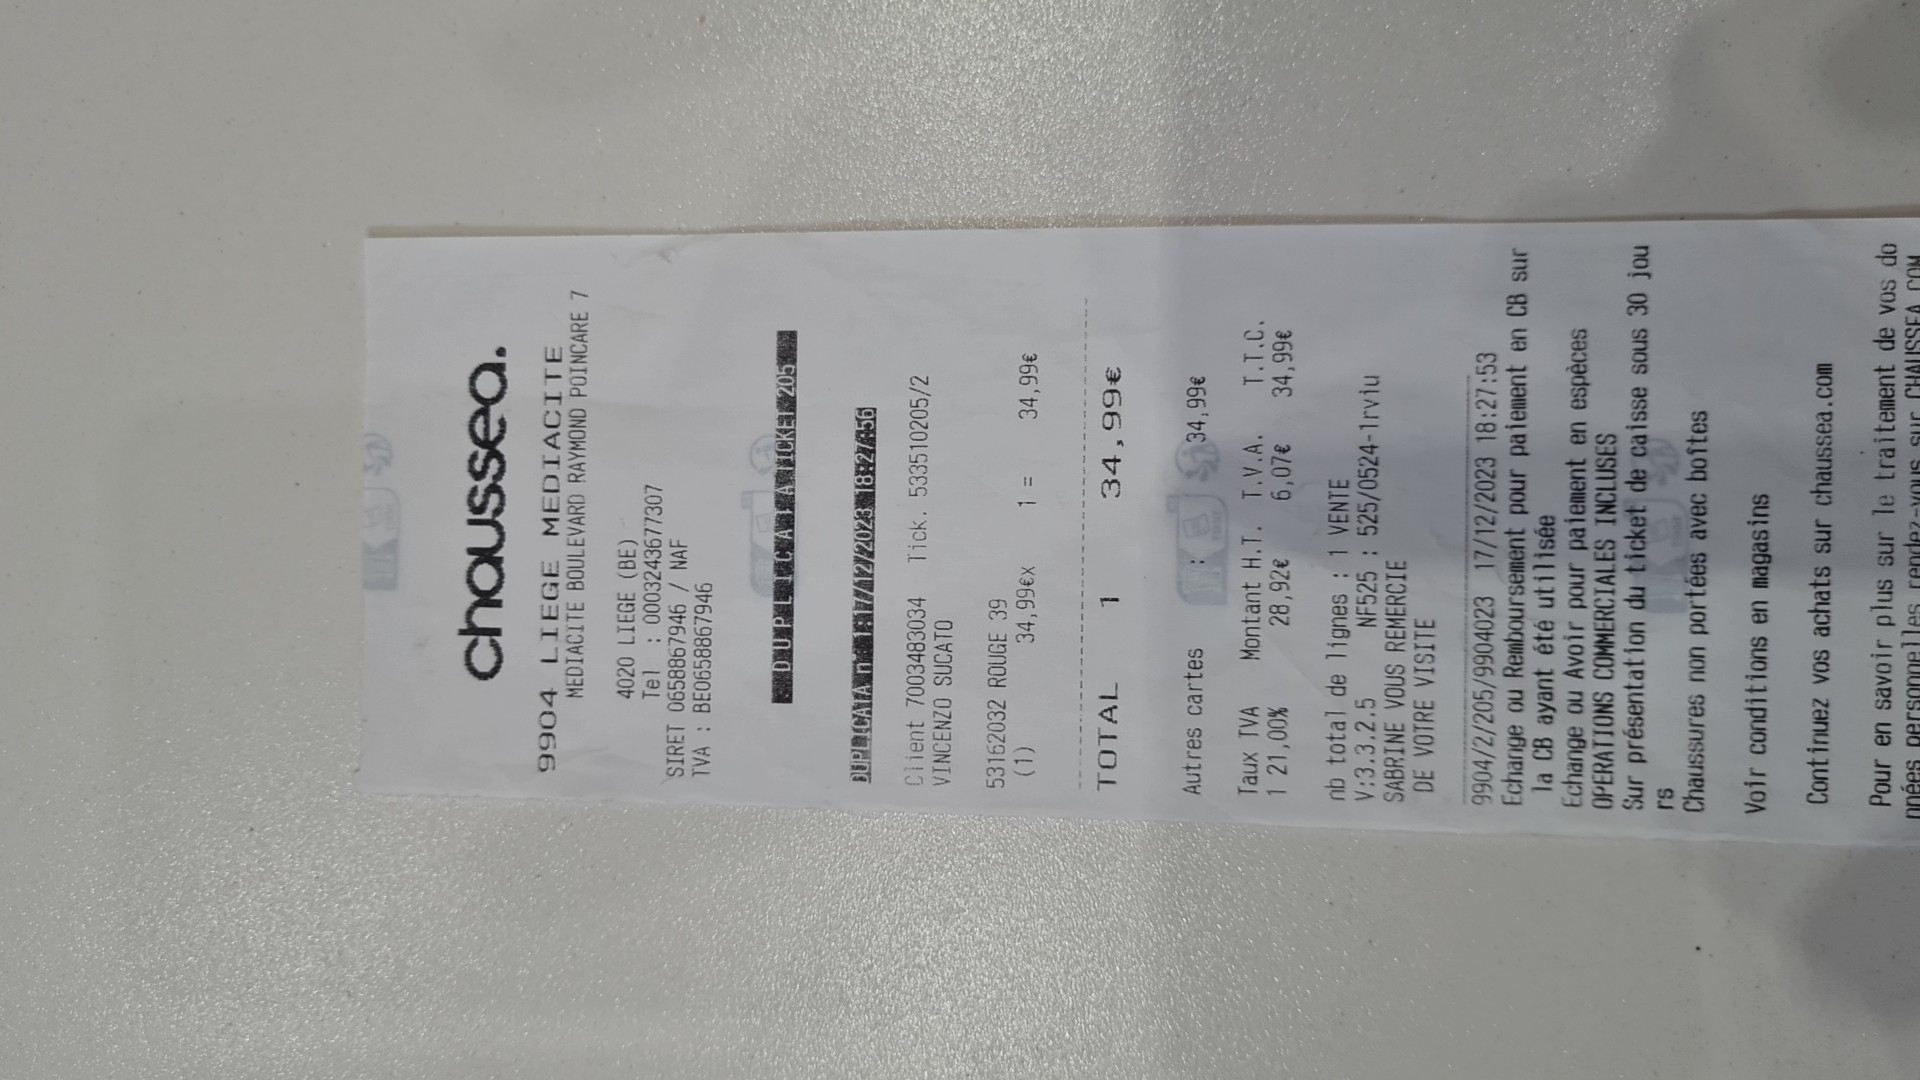 chaussea.
9904 LIEGE MEDIACITE
MEDIACITE BOULEVARD RAYMOND POINCARE 7
4020 LIEGE (BE)
Tel : 0003243677307
SIRET 0658867946 / NAF
TVA : BE0658867946
D U P L I C A T A TICKET 205
DUPLICATA n° 1 17/12/2023 18:27:56
Client 7003483034 Tick. 533510205/2
VINCENZO SUCATO
53162032 ROUGE 39
(1) 34,99€x 1 = 34,99€
TOTAL 1 34,99€
Autres cartes : 34,99€
Taux TVA Montant H.T. T.V.A. T.T.C.
1 21,00% 28,92€ 6,07€ 34,99€
nb total de lignes : 1 VENTE
V:3.3.2.5 NF525 : 525/0524-1rviu
SABRINE VOUS REMERCIE
DE VOTRE VISITE
9904/2/205/9904023 17/12/2023 18:27:53
Echange ou Remboursement pour paiement en CB sur
la CB ayant été utilisée
Echange ou Avoir pour paiement en espèces
OPERATIONS COMMERCIALES INCLUSES
Sur présentation du ticket de caisse sous 30 jou
rs
Chaussures non portées avec boîtes
Voir conditions en magasins
Continuez vos achats sur chaussea.com
Pour en savoir plus sur le traitement de vos do
nnées personnelles rendez-vous sur CHAUSSEA.COM